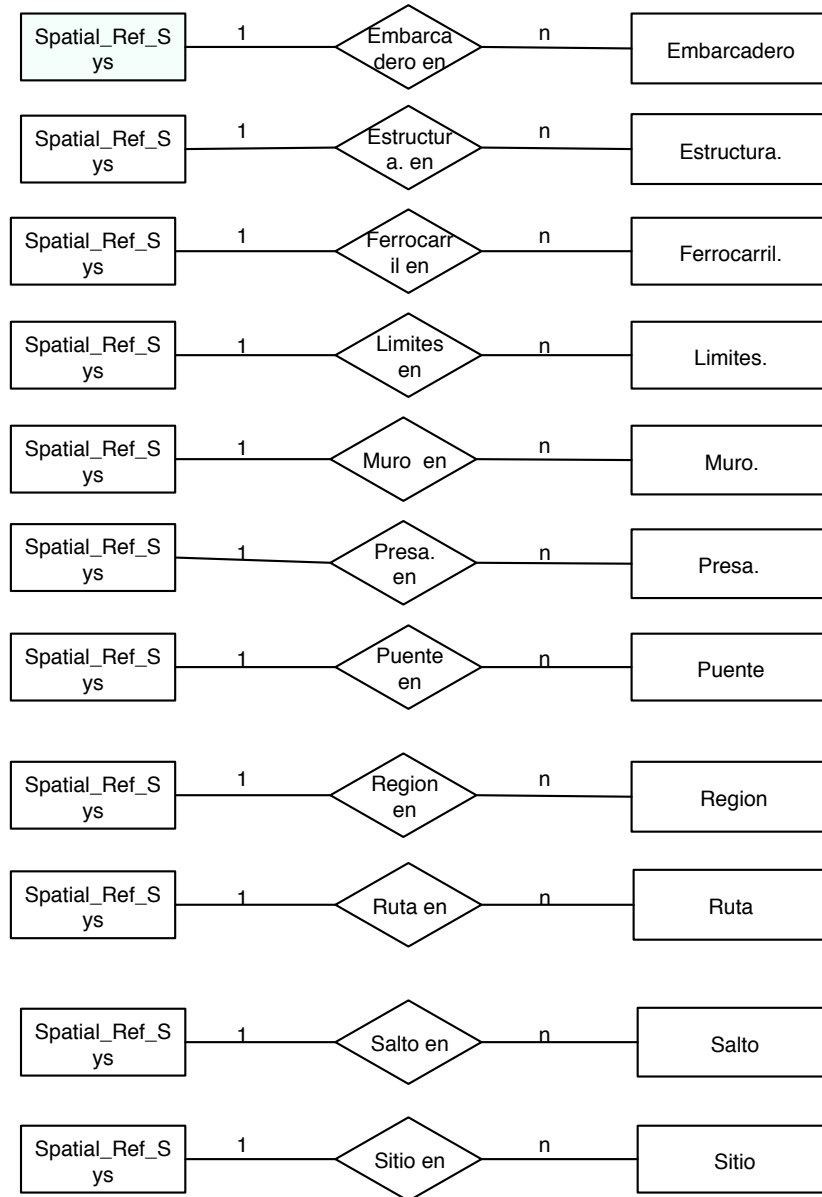 Spatial_Ref_S
ys
1
Embarca
dero en
n
Embarcadero
Spatial_Ref_S
ys
1
Estructur
a. en
n
Estructura.
Spatial_Ref_S
ys
1
Ferrocarr
il en
n
Ferrocarril.
Spatial_Ref_S
ys
1
Limites
en
n
Limites.
Spatial_Ref_S
ys
1
Muro  en
n
Muro.
Spatial_Ref_S
ys
1
Presa.
en
n
Presa.
Spatial_Ref_S
ys
1
Puente
en
n
Puente
Spatial_Ref_S
ys
1
Region
en
n
Region
Spatial_Ref_S
ys
1
Ruta en
n
Ruta
Spatial_Ref_S
ys
1
Salto en
n
Salto
Spatial_Ref_S
ys
1
Sitio en
n
Sitio